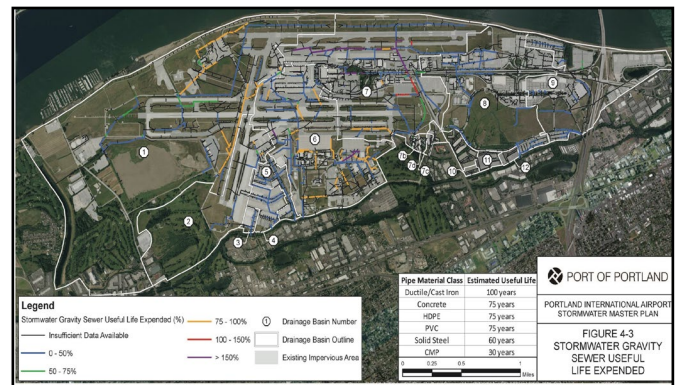 1
2
3
4
5
6
7
7b
7d
7c
8
9
10
11
12
Legend
Stormwater Gravity Sewer Useful Life Expended (%)
Insufficient Data Available
0 - 50%
50 - 75%
75 - 100%
100 - 150%
> 150%
1 Drainage Basin Number
Drainage Basin Outline
Existing Impervious Area
Pipe Material Class Estimated Useful Life
Ductile/Cast Iron 100 years
Concrete 75 years
HDPE 75 years
PVC 75 years
Solid Steel 60 years
CMP 30 years
0 0.25 0.5 1
Miles
PORT OF PORTLAND
PORTLAND INTERNATIONAL AIRPORT
STORMWATER MASTER PLAN
FIGURE 4-3
STORMWATER GRAVITY
SEWER USEFUL
LIFE EXPENDED